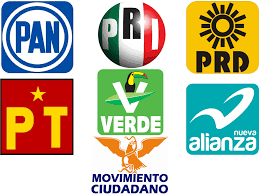 PAN
PRI
PRD
PT
VERDE
nueva
alianza
MOVIMIENTO
CIUDADANO